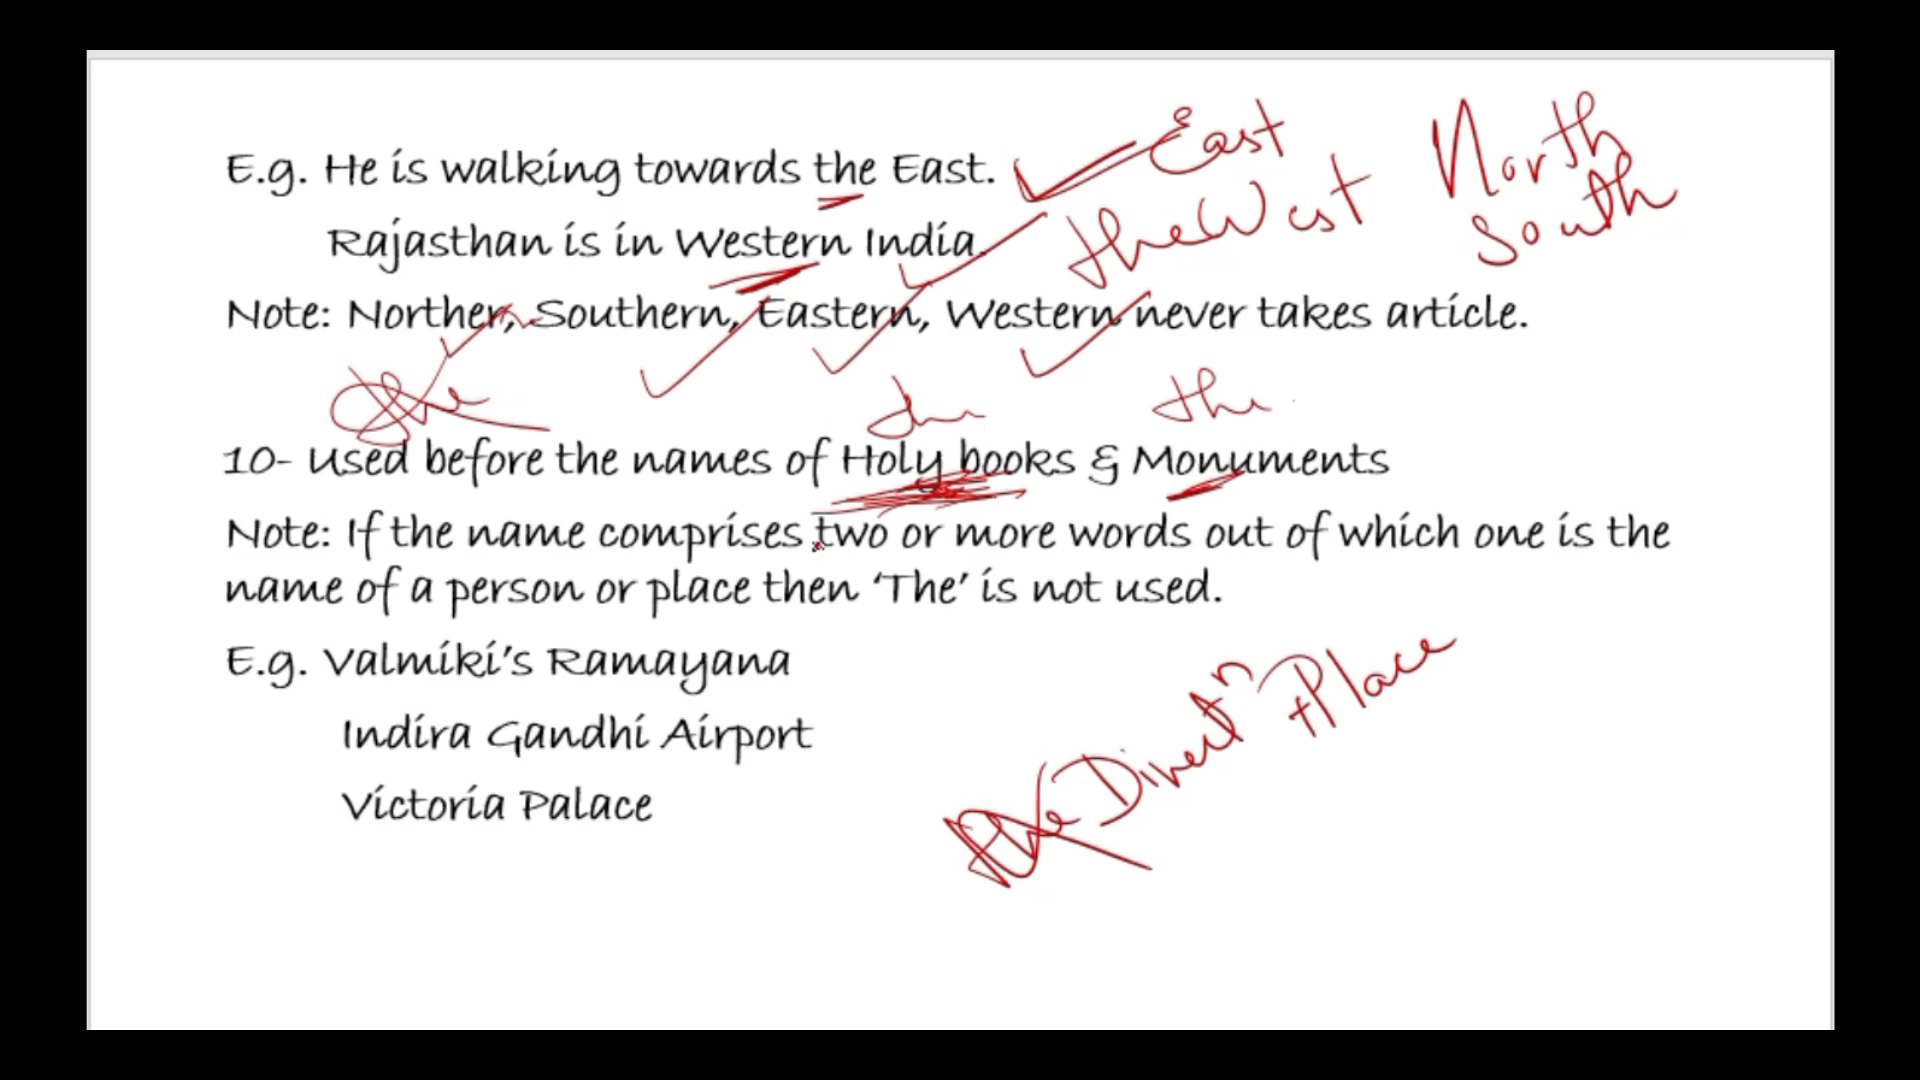 E.g. He is walking towards the East. East North
Rajasthan is in Western India. the West South
Note: Norther, Southern, Eastern, Western never takes article.
the the the
10- Used before the names of Holy books & Monuments
Note: If the name comprises two or more words out of which one is the
name of a person or place then ‘The’ is not used.
E.g. Valmiki’s Ramayana
Indira Gandhi Airport
Victoria Palace
the Direct n + Place